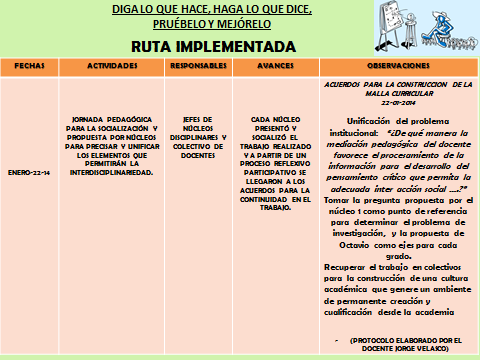 DIGA LO QUE HACE, HAGA LO QUE DICE,
PRUÉBELO Y MEJÓRELO
RUTA IMPLEMENTADA
FECHAS
ACTIVIDADES
RESPONSABLES
AVANCES
OBSERVACIONES
ENERO-22-14
JORNADA PEDAGÓGICA
PARA LA SOCIALIZACIÓN Y
PROPUESTA POR NÚCLEOS
PARA PRECISAR Y UNIFICAR
LOS ELEMENTOS QUE
PERMITIRÁN LA
INTERDISCIPLINARIEDAD.
JEFES DE
NÚCLEOS
DISCIPLINARES Y
COLECTIVO DE
DOCENTES
CADA NÚCLEO
PRESENTÓ Y
SOCIALIZÓ EL
TRABAJO REALIZADO
Y A PARTIR DE UN
PROCESO REFLEXIVO
PARTICIPATIVO SE
LLEGARON A LOS
ACUERDOS PARA LA
CONTINUIDAD EN EL
TRABAJO.
ACUERDOS PARA LA CONSTRUCCION DE LA
MALLA CURRICULAR
22-01-2014
Unificación del problema
institucional: "¿De qué manera la
mediación pedagógica del docente
favorece el procesamiento de la
información para el desarrollo del
pensamiento crítico que permita la
adecuada inter acción social ....?"
Tomar la pregunta propuesta por el
núcleo 1 como punto de referencia
para determinar el problema de
investigación, y la propuesta de
Octavio como ejes para cada
grado.
Recuperar el trabajo en colectivos
para la construcción de una cultura
académica que genere un ambiente
de permanente creación y
cualificación desde la academia
- (PROTOCOLO ELABORADO POR EL
DOCENTE JORGE VELASCO)